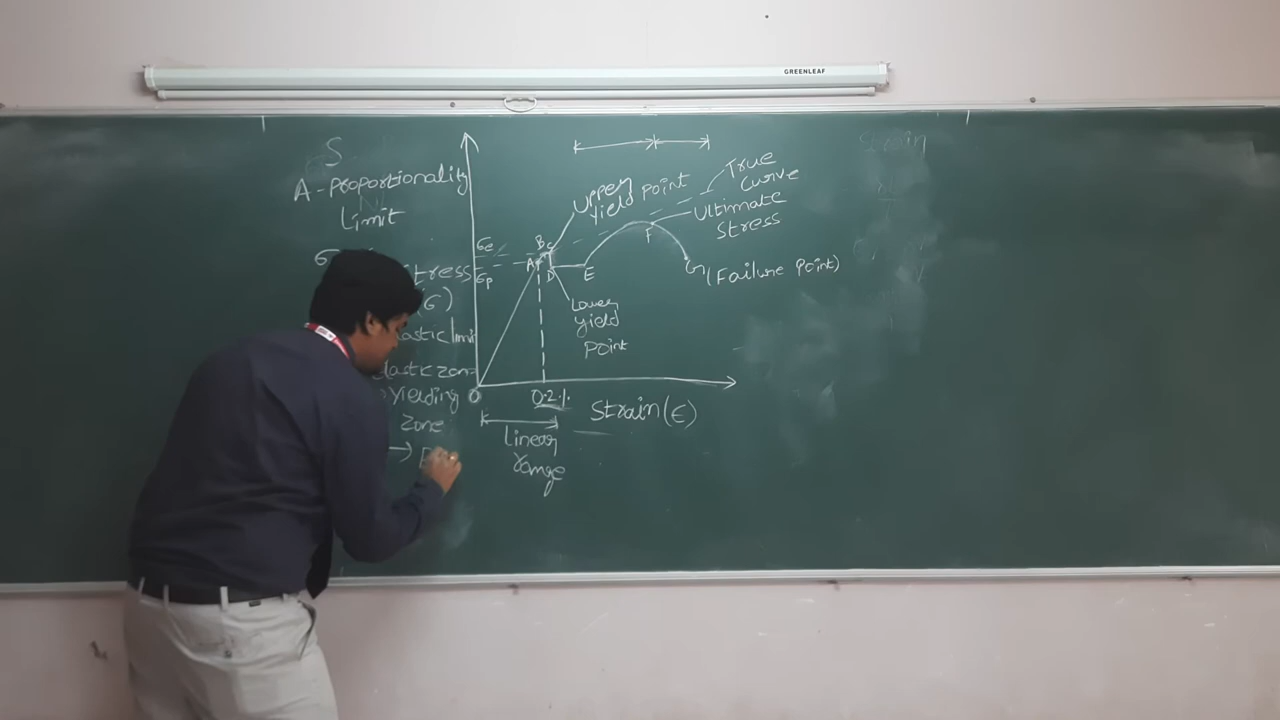 GREENLEAF
S
A - proportionality
Limit
σ
Stress
(σ)
elastic limit
elastic zone
Yielding
zone
→
σe
σp
A
B
C
D
E
F
G
O
Upper
Yield point
True
Curve
Ultimate
Stress
(Failure Point)
Lower
Yield
Point
0.2%
Strain(ε)
Linear
range
Strain